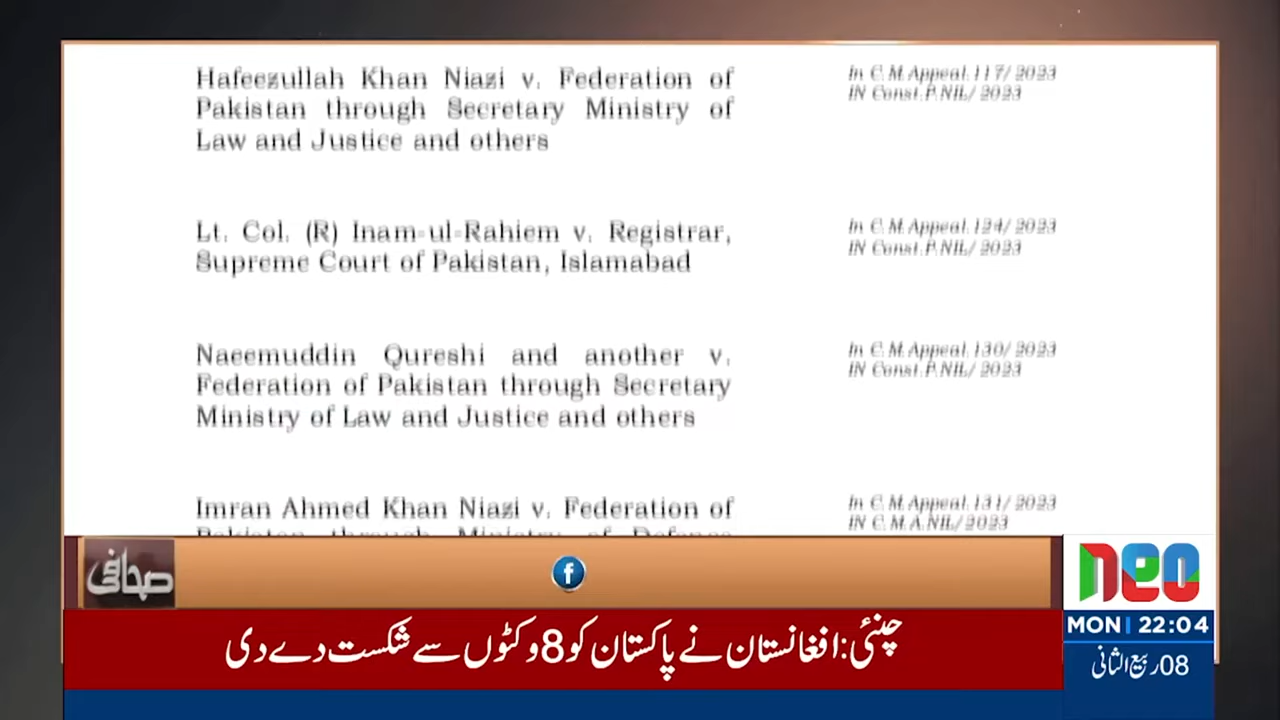 Hafeezullah Khan Niazi v. Federation of
Pakistan through Secretary Ministry of
Law and Justice and others
In C.M.Appeal.117/2023
IN Const.P.NIL/2023
Lt. Col. (R) Inam-ul-Rahiem v. Registrar,
Supreme Court of Pakistan, Islamabad
In C.M.Appeal.124/2023
IN Const.P.NIL/2023
Naeemuddin Qureshi and another v.
Federation of Pakistan through Secretary
Ministry of Law and Justice and others
In C.M.Appeal.130/2023
IN Const.P.NIL/2023
Imran Ahmed Khan Niazi v. Federation of
Pakistan through Ministry of Defence
In C.M.Appeal.131/2023
IN C.M.A.NIL/2023
صحافی
f
neo
MON 22:04
چنئی: افغانستان نے پاکستان کو 8 وکٹوں سے شکست دے دی
08 ربیع الثانی